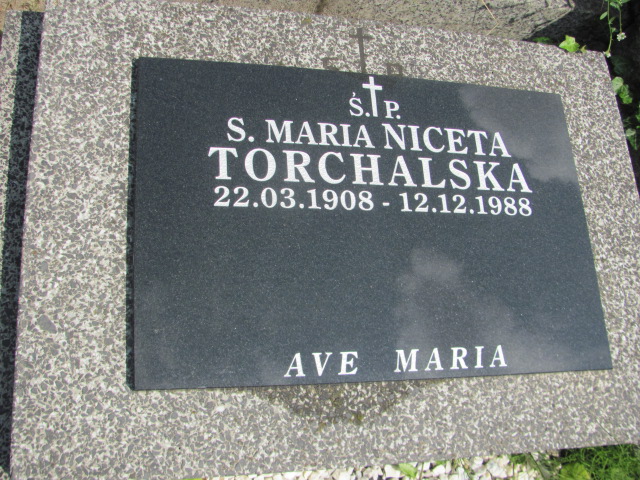 Ś. P.
S. MARIA NICETA
TORCHALSKA
22.03.1908 - 12.12.1988
AVE MARIA